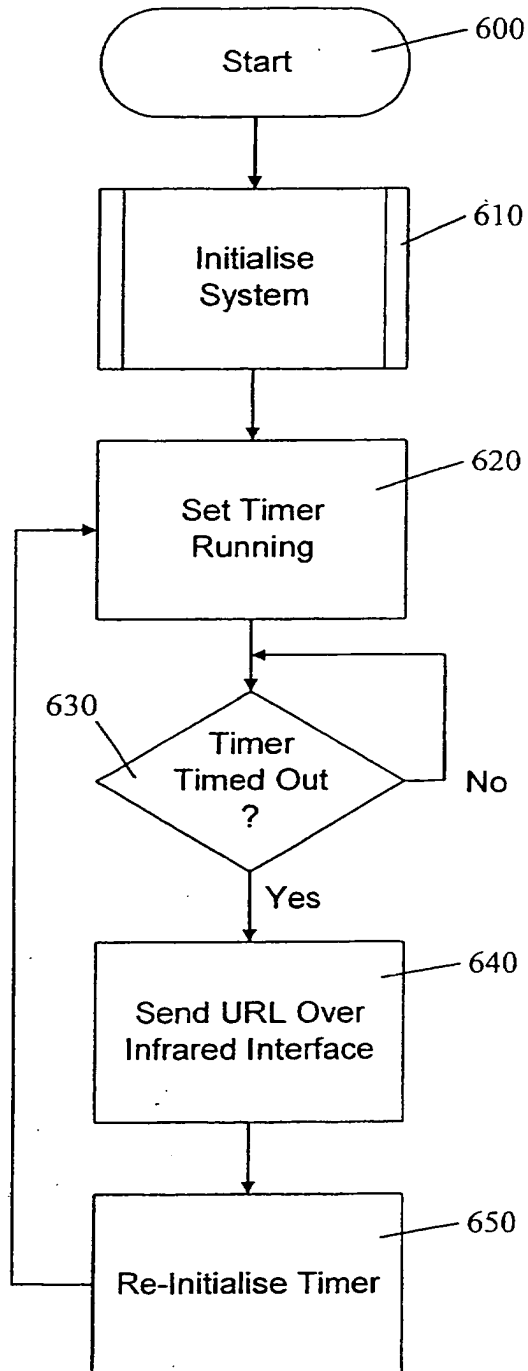 Start
600
Initialise
System
610
Set Timer
Running
620
630
Timer
Timed Out
?
No
Yes
Send URL Over
Infrared Interface
640
Re-Initialise Timer
650